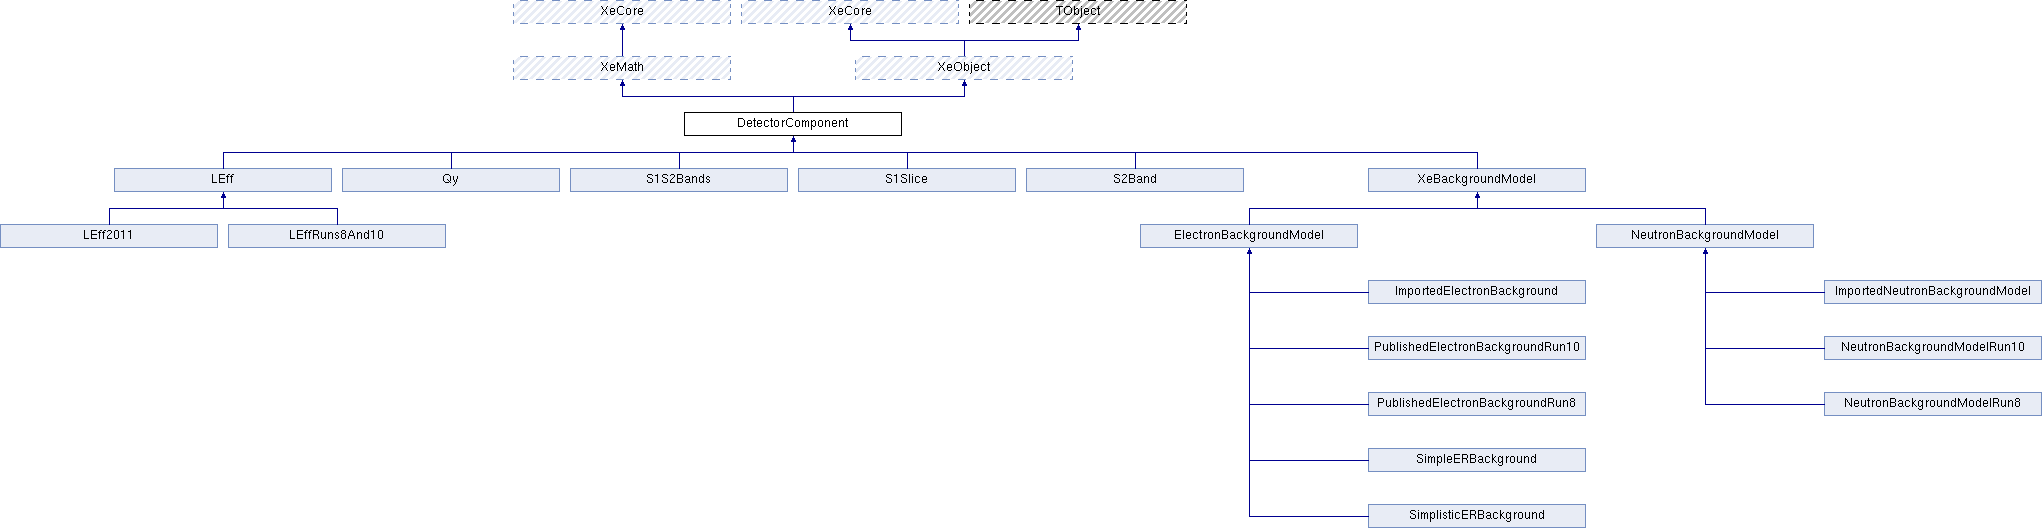 XeCore
XeCore
TObject
XeMath
XeObject
DetectorComponent
LEff
Qy
S1S2Bands
S1Slice
S2Band
XeBackgroundModel
LEff2011
LEffRuns8And10
ElectronBackgroundModel
NeutronBackgroundModel
ImportedElectronBackground
ImportedNeutronBackgroundModel
PublishedElectronBackgroundRun10
NeutronBackgroundModelRun10
PublishedElectronBackgroundRun8
NeutronBackgroundModelRun8
SimpleERBackground
SimplisticERBackground